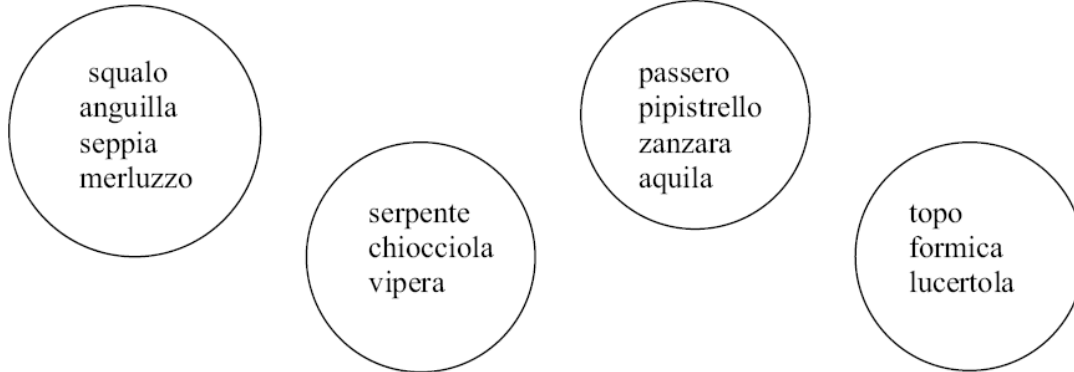 squalo
anguilla
seppia
merluzzo
serpente
chiocciola
vipera
passero
pipistrello
zanzara
aquila
topo
formica
lucertola